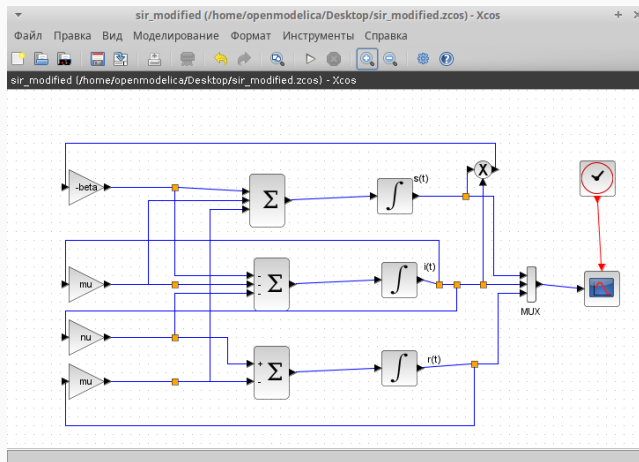 sir_modified (/home/openmodelica/Desktop/sir_modified.zcos) - Xcos
Файл Правка Вид Моделирование Формат Инструменты Справка
sir_modified (/home/openmodelica/Desktop/sir_modified.zcos) - Xcos
-beta
Σ
∫
s(t)
X
mu
-
-
-
Σ
∫
i(t)
MUX
nu
+
-
Σ
∫
r(t)
mu